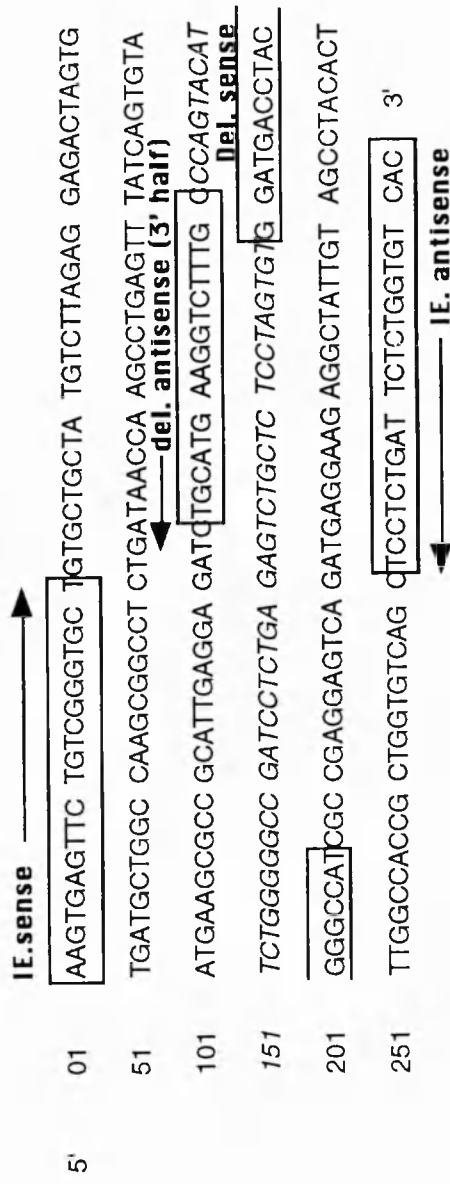 IE.sense
5' 01 AAGTGAGTTC TGTCGGGTGC TGTGCTGCTA TGTCTTAGAG GAGACTAGTG
51 TGATGCTGGC CAAGCGGCCT CTGATAACCA AGCCTGAGTT TATCAGTGTA
del. antisense (3' half)
101 ATGAAGCGCC GCATTGAGGA GATCTGCATG AAGGTCTTTG CCCAGTACAT
Del. sense
151 TCTGGGGGCC GATCCTCTGA GAGTCTGCTC TCCTAGTGTG GATGACCTAC
201 GGGCCATCGC CGAGGAGTCA GATGAGGAAG AGGCTATTGT AGCCTACACT
251 TTGGCCACCG CTGGTGTCAG CTCCTCTGAT TCTCTGGTGT CAC 3'
IE. antisense